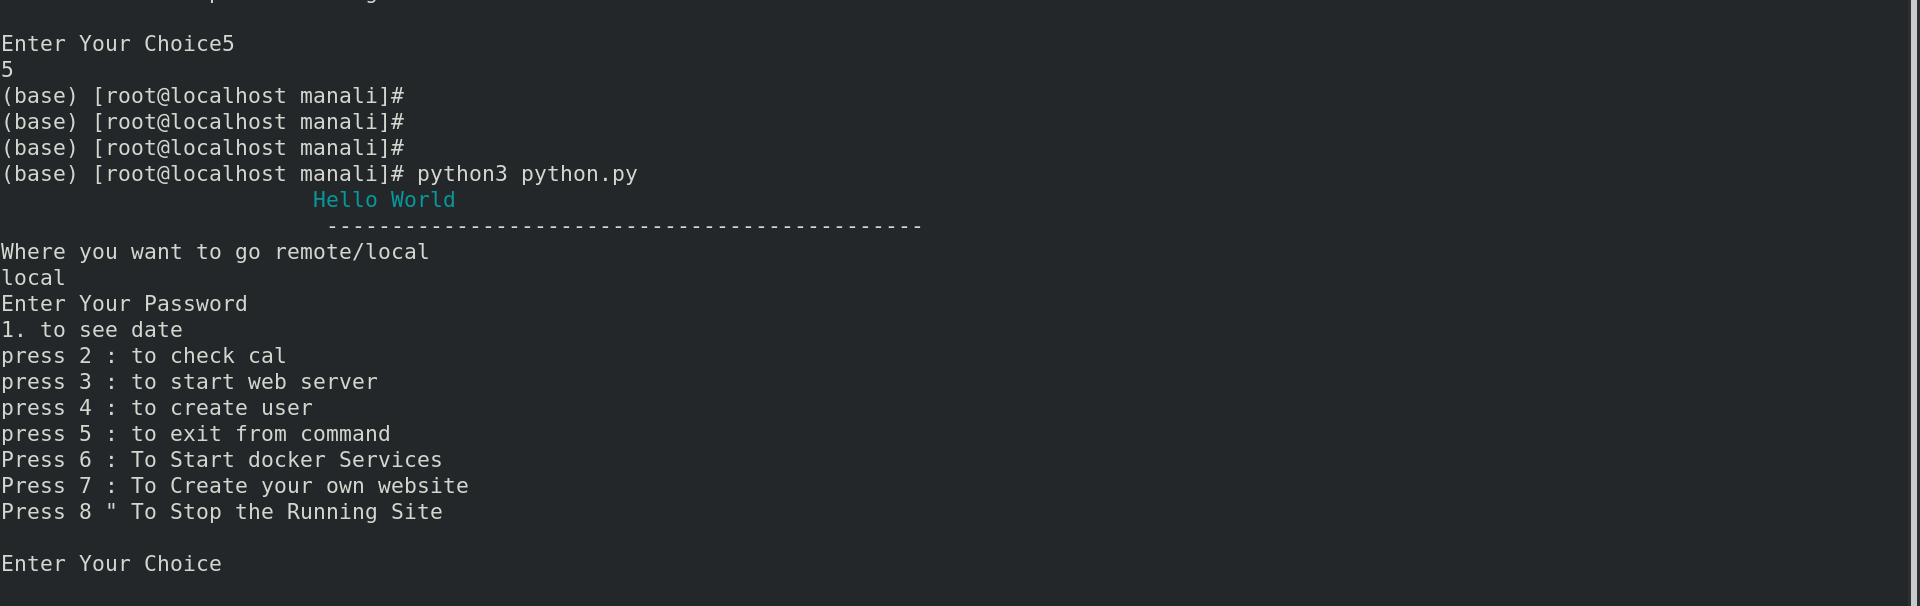 Enter Your Choice5
5
(base) [root@localhost manali]#
(base) [root@localhost manali]#
(base) [root@localhost manali]#
(base) [root@localhost manali]# python3 python.py
Hello World
----------------------------------------------
Where you want to go remote/local
local
Enter Your Password
1. to see date
press 2 : to check cal
press 3 : to start web server
press 4 : to create user
press 5 : to exit from command
Press 6 : To Start docker Services
Press 7 : To Create your own website
Press 8 " To Stop the Running Site
Enter Your Choice